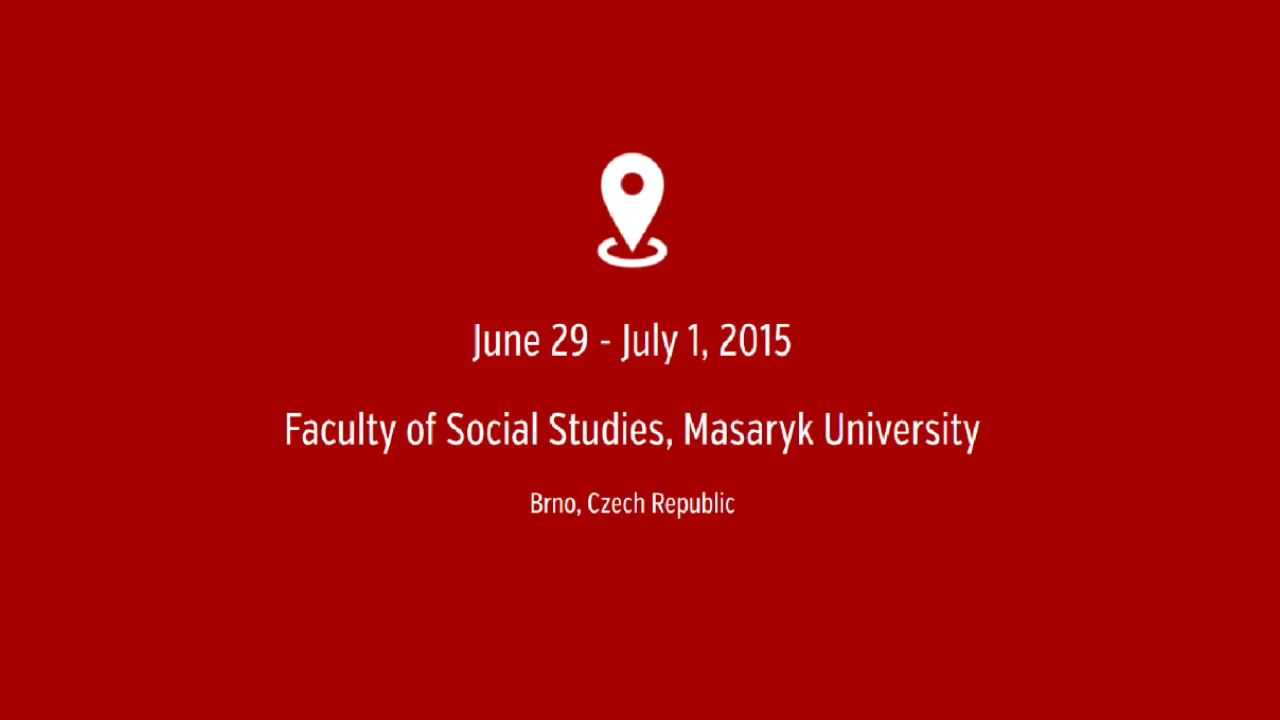 June 29 - July 1, 2015
Faculty of Social Studies, Masaryk University
Brno, Czech Republic